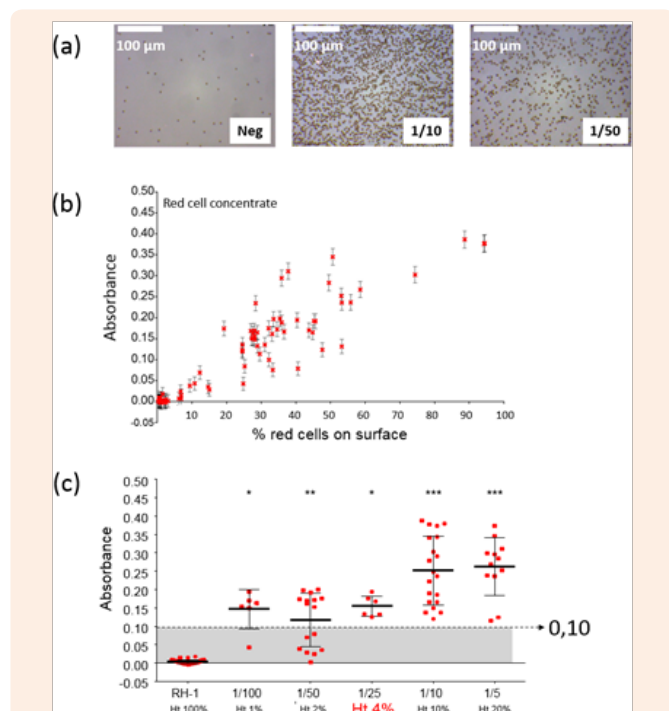 (a)
100 μm 100 μm 100 μm
Neg 1/10 1/50
(b)
0.50
0.45
0.40
0.35
0.30
0.25
0.20
0.15
0.10
0.05
0.00
-0.05
Absorbance
Red cell concentrate
10 20 30 40 50 60 70 80 90 100
% red cells on surface
(c)
0.50
0.45
0.40
0.35
0.30
0.25
0.20
0.15
0.10
0.05
0.00
-0.05
Absorbance
* ** * *** ***
0,10
RH-1 1/100 1/50 1/25 1/10 1/5
Ht 100% Ht 1% Ht 2% Ht 4% Ht 10% Ht 20%